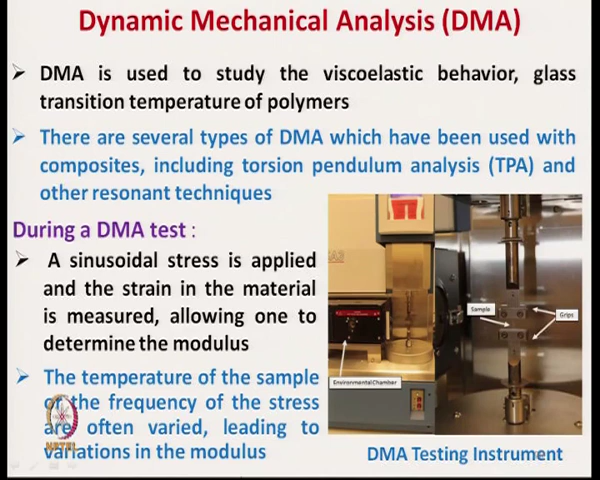 Dynamic Mechanical Analysis (DMA)
➢ DMA is used to study the viscoelastic behavior, glass
transition temperature of polymers
➢ There are several types of DMA which have been used with
composites, including torsion pendulum analysis (TPA) and
other resonant techniques
During a DMA test :
➢ A sinusoidal stress is applied
and the strain in the material
is measured, allowing one to
determine the modulus
➢ The temperature of the sample
or the frequency of the stress
are often varied, leading to
variations in the modulus
Sample
Grips
Environmental Chamber
DMA Testing Instrument
NPTEL